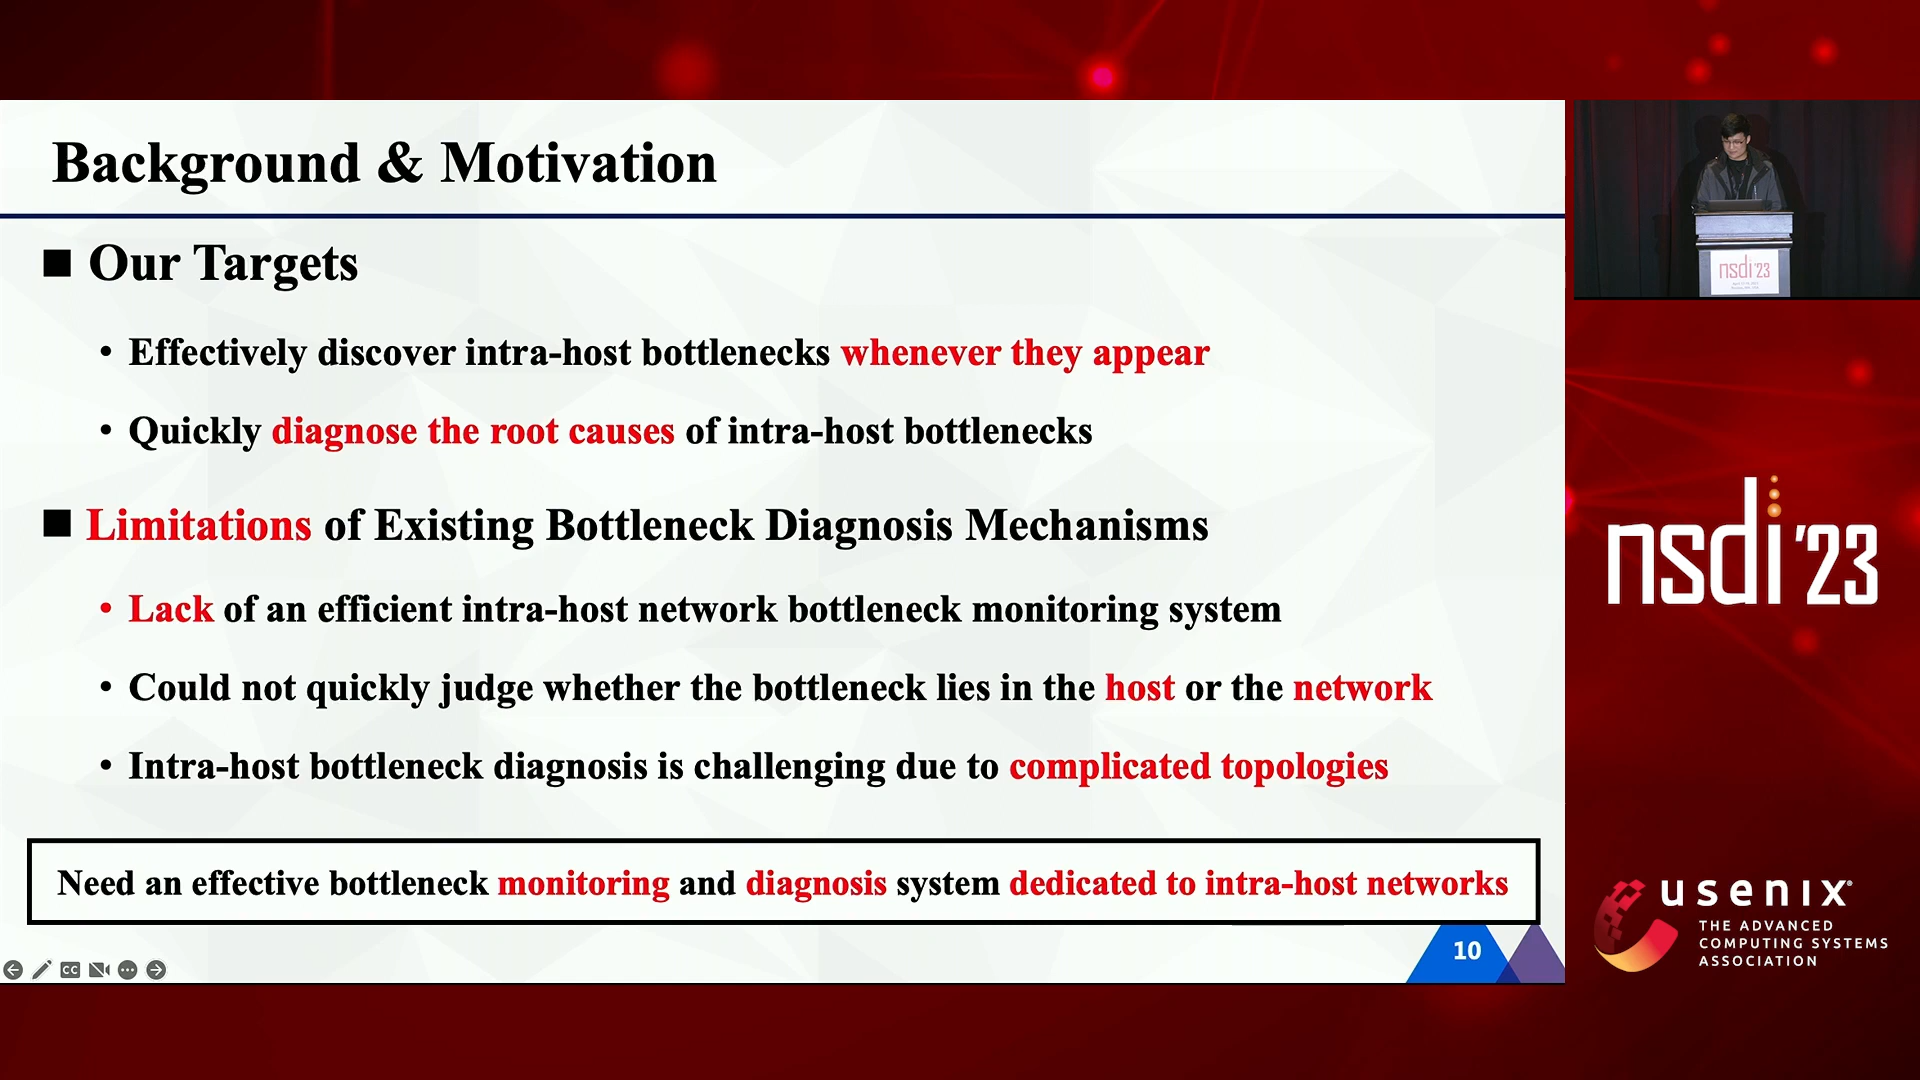 Background & Motivation
■ Our Targets
• Effectively discover intra-host bottlenecks whenever they appear
• Quickly diagnose the root causes of intra-host bottlenecks
■ Limitations of Existing Bottleneck Diagnosis Mechanisms
• Lack of an efficient intra-host network bottleneck monitoring system
• Could not quickly judge whether the bottleneck lies in the host or the network
• Intra-host bottleneck diagnosis is challenging due to complicated topologies
Need an effective bottleneck monitoring and diagnosis system dedicated to intra-host networks
10
CC
nsdi'23
nsdi'23
usenix®
THE ADVANCED
COMPUTING SYSTEMS
ASSOCIATION